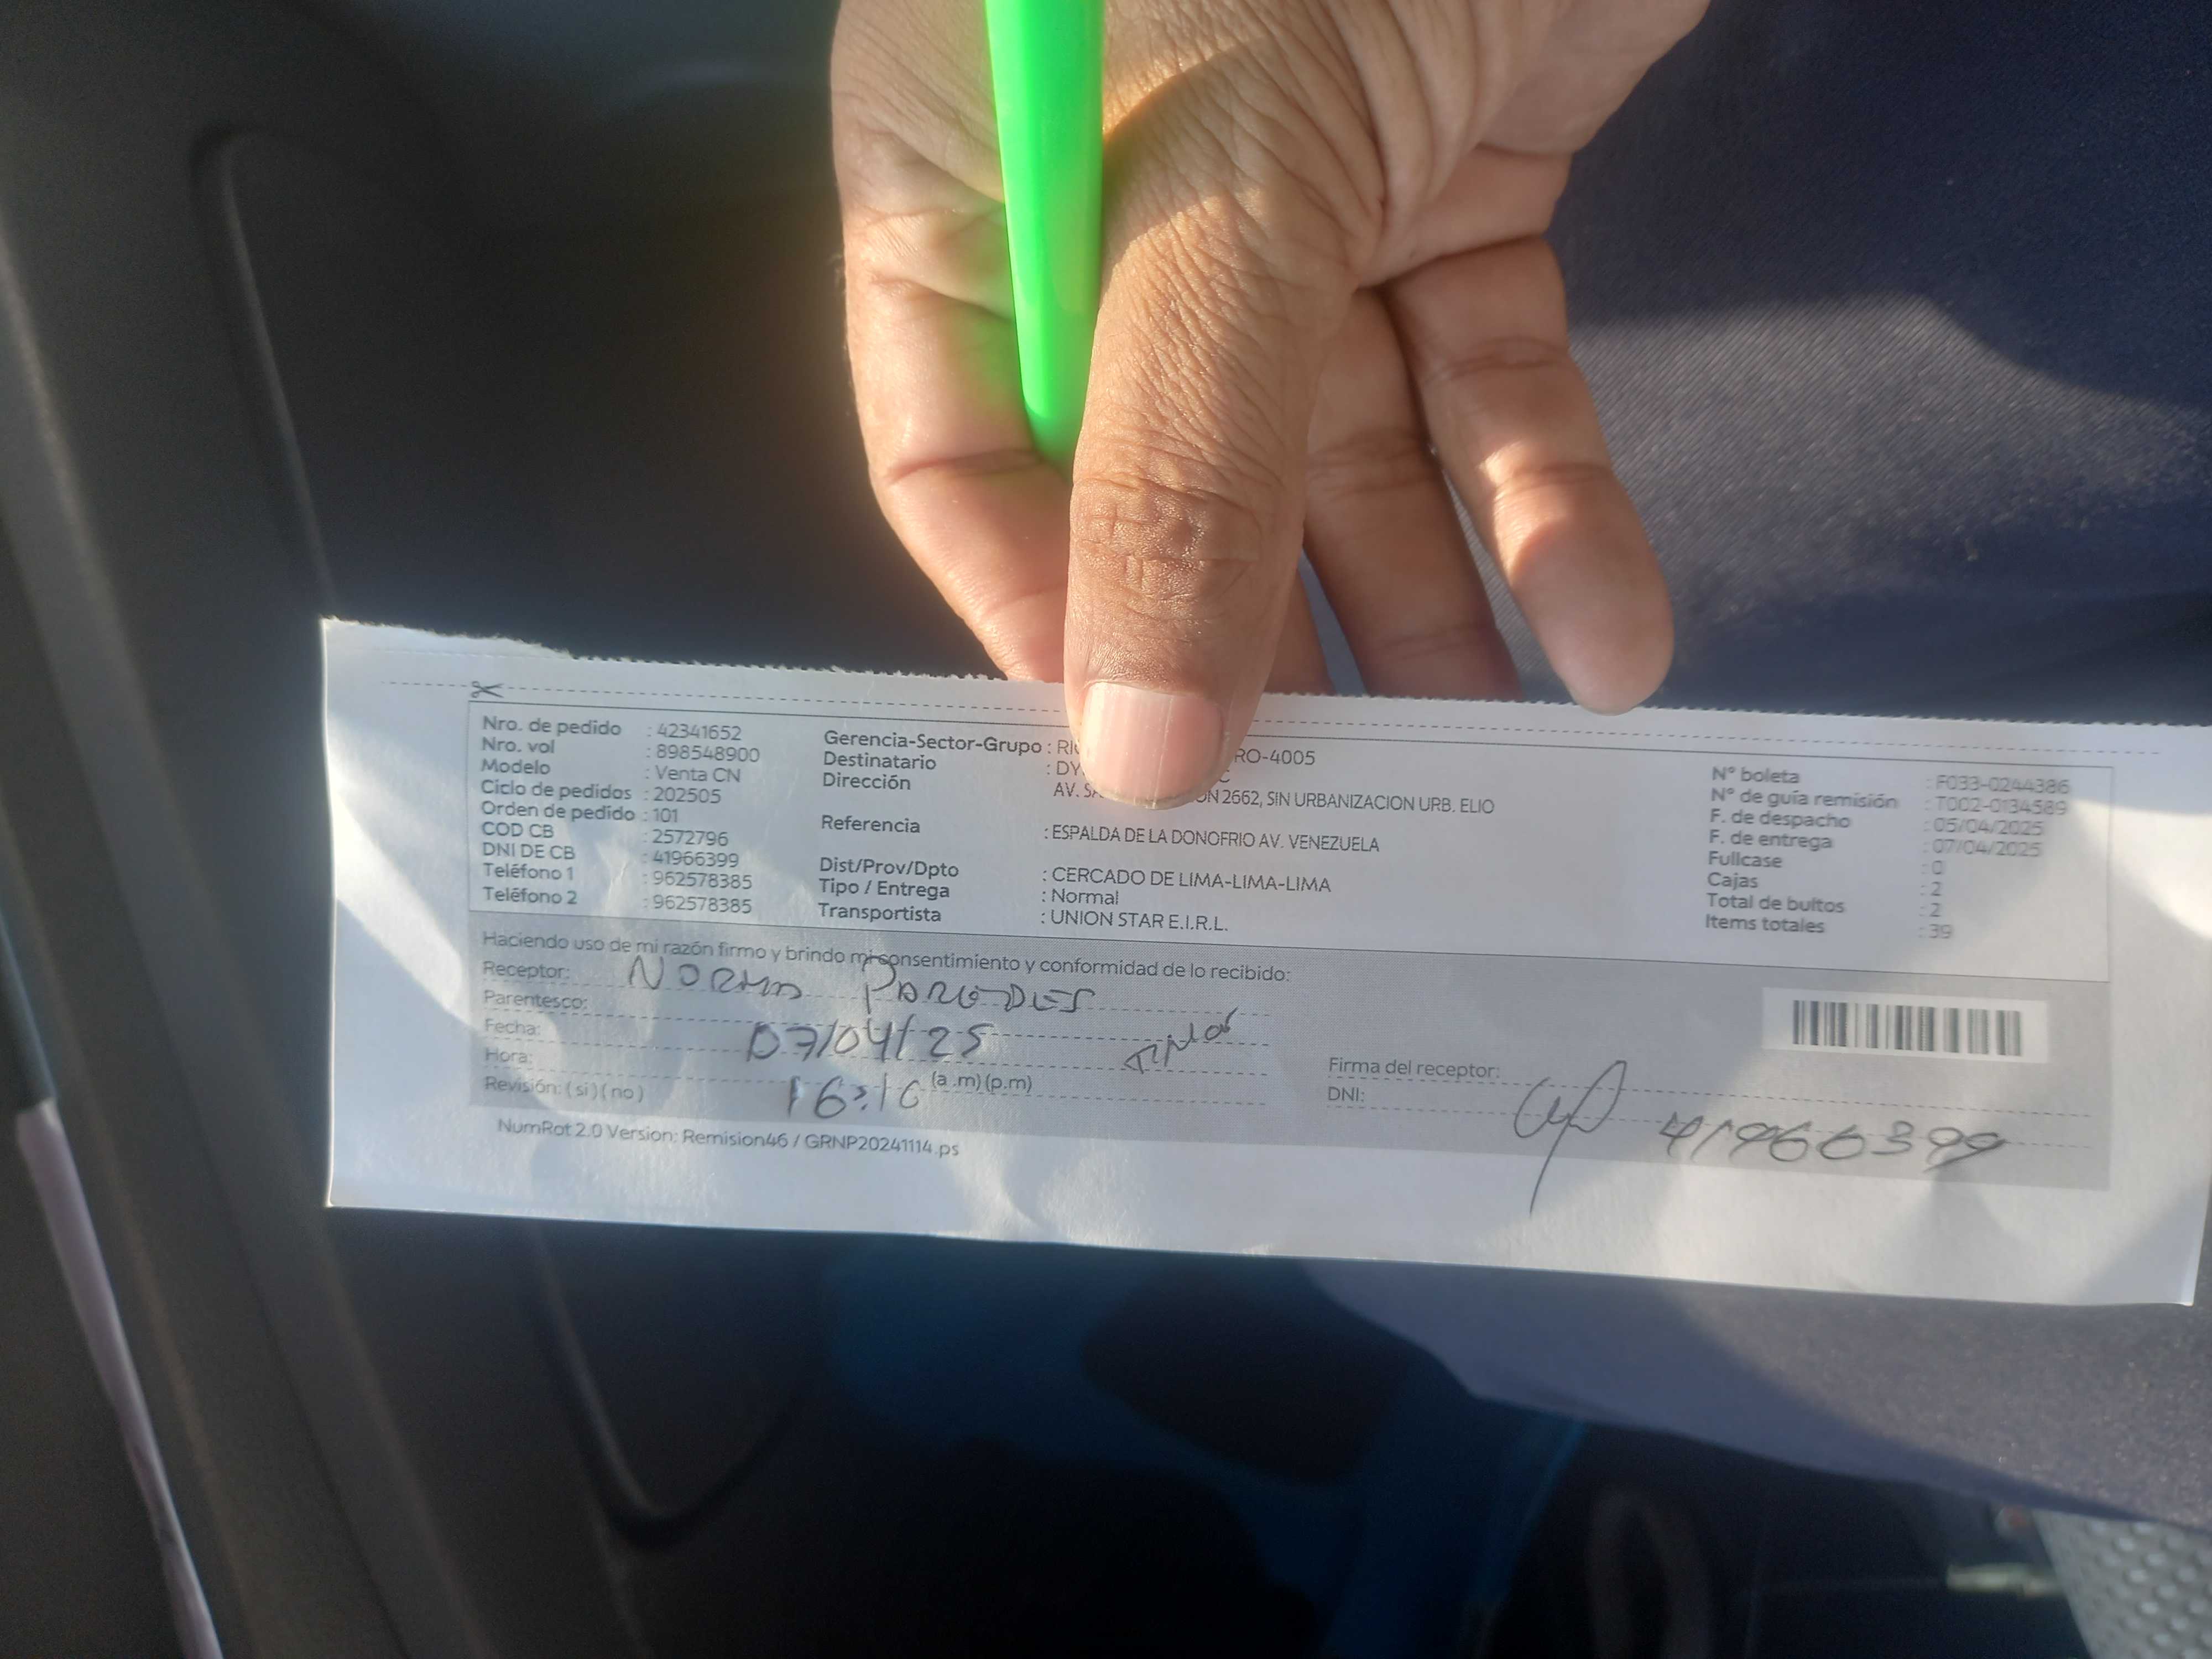 Nro. de pedido : 42341652
Nro. vol : 898548900
Modelo : Venta CN
Ciclo de pedidos : 202505
Orden de pedido : 101
COD CB : 2572796
DNI DE CB : 41966399
Teléfono 1 : 962578385
Teléfono 2 : 962578385
Gerencia-Sector-Grupo : RO-4005
Destinatario :
Dirección AV. 2662, SIN URBANIZACION URB. ELIO
Referencia : ESPALDA DE LA DONOFRIO AV. VENEZUELA
Dist/Prov/Dpto : CERCADO DE LIMA-LIMA-LIMA
Tipo / Entrega : Normal
Transportista : UNION STAR E.I.R.L.
N° boleta : F033-0244386
N° de guía remisión : T002-0134589
F. de despacho : 05/04/2025
F. de entrega : 07/04/2025
Fullcase : 0
Cajas : 2
Total de bultos : 2
Items totales : 39
Haciendo uso de mi razón firmo y brindo mi consentimiento y conformidad de lo recibido:
Receptor: NORMA PAREDES
Parentesco:
Fecha: 07/04/25
Hora: 16:10 (a.m) (p.m)
Revisión: ( si ) ( no )
Firma del receptor:
DNI: 41966399
NumRot 2.0 Version: Remision46 / GRNP20241114.ps